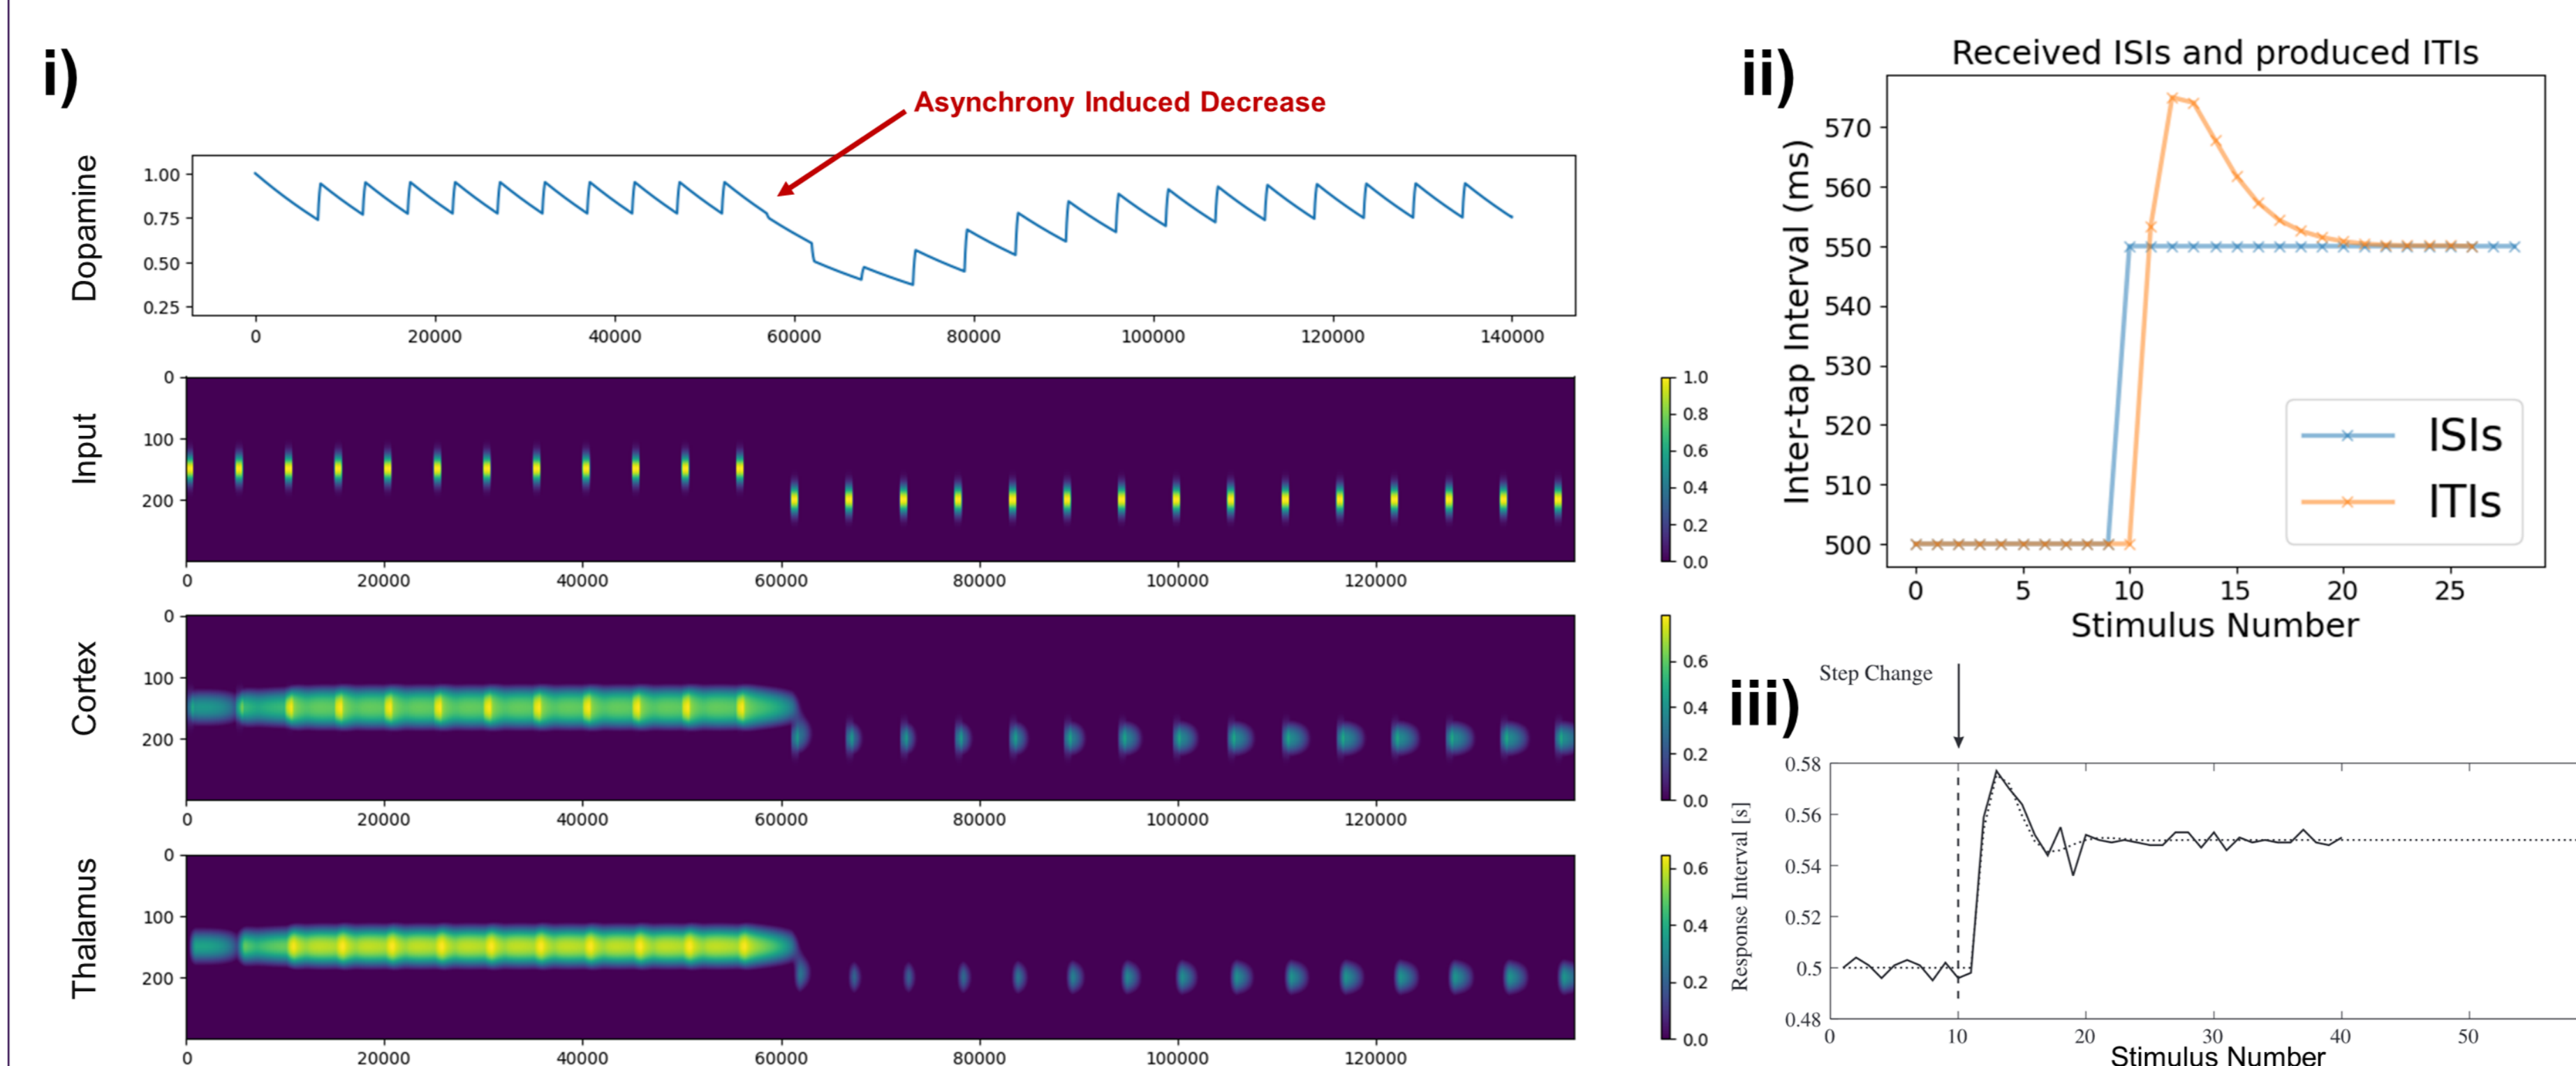 i)
Asynchrony Induced Decrease
Dopamine
1.00
0.75
0.50
0.25
0 20000 40000 60000 80000 100000 120000 140000
Input
0
100
200
0 20000 40000 60000 80000 100000 120000
1.0
0.8
0.6
0.4
0.2
0.0
Cortex
0
100
200
0 20000 40000 60000 80000 100000 120000
0.6
0.4
0.2
0.0
Thalamus
0
100
200
0 20000 40000 60000 80000 100000 120000
0.6
0.4
0.2
0.0
ii)
Received ISIs and produced ITIs
Inter-tap Interval (ms)
570
560
550
540
530
520
510
500
ISIs
ITIs
0 5 10 15 20 25
Stimulus Number
iii)
Step Change
Response Interval [s]
0.58
0.56
0.54
0.52
0.5
0.48
0 10 20 30 40 50
Stimulus Number